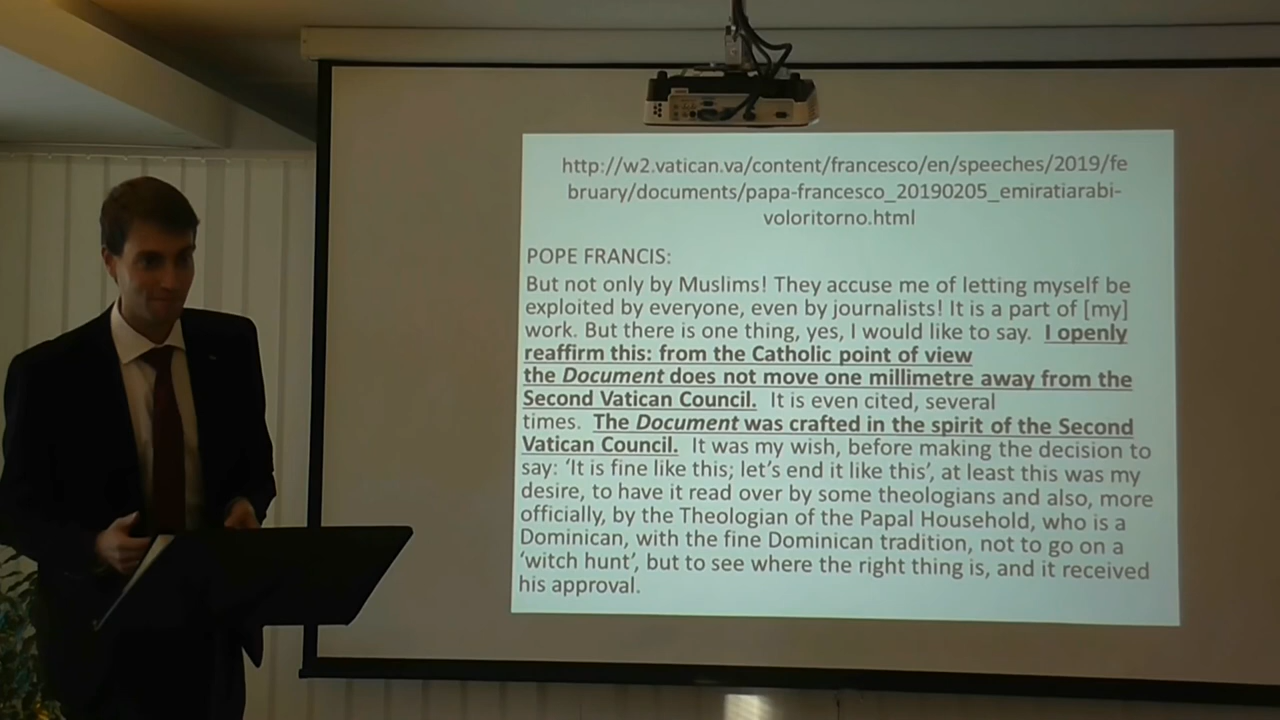 http://w2.vatican.va/content/francesco/en/speeches/2019/fe
bruary/documents/papa-francesco_20190205_emiratiarabi-
voloritorno.html
POPE FRANCIS:
But not only by Muslims! They accuse me of letting myself be
exploited by everyone, even by journalists! It is a part of [my]
work. But there is one thing, yes, I would like to say. I openly
reaffirm this: from the Catholic point of view
the Document does not move one millimetre away from the
Second Vatican Council. It is even cited, several
times. The Document was crafted in the spirit of the Second
Vatican Council. It was my wish, before making the decision to
say: ‘It is fine like this; let’s end it like this’, at least this was my
desire, to have it read over by some theologians and also, more
officially, by the Theologian of the Papal Household, who is a
Dominican, with the fine Dominican tradition, not to go on a
‘witch hunt’, but to see where the right thing is, and it received
his approval.